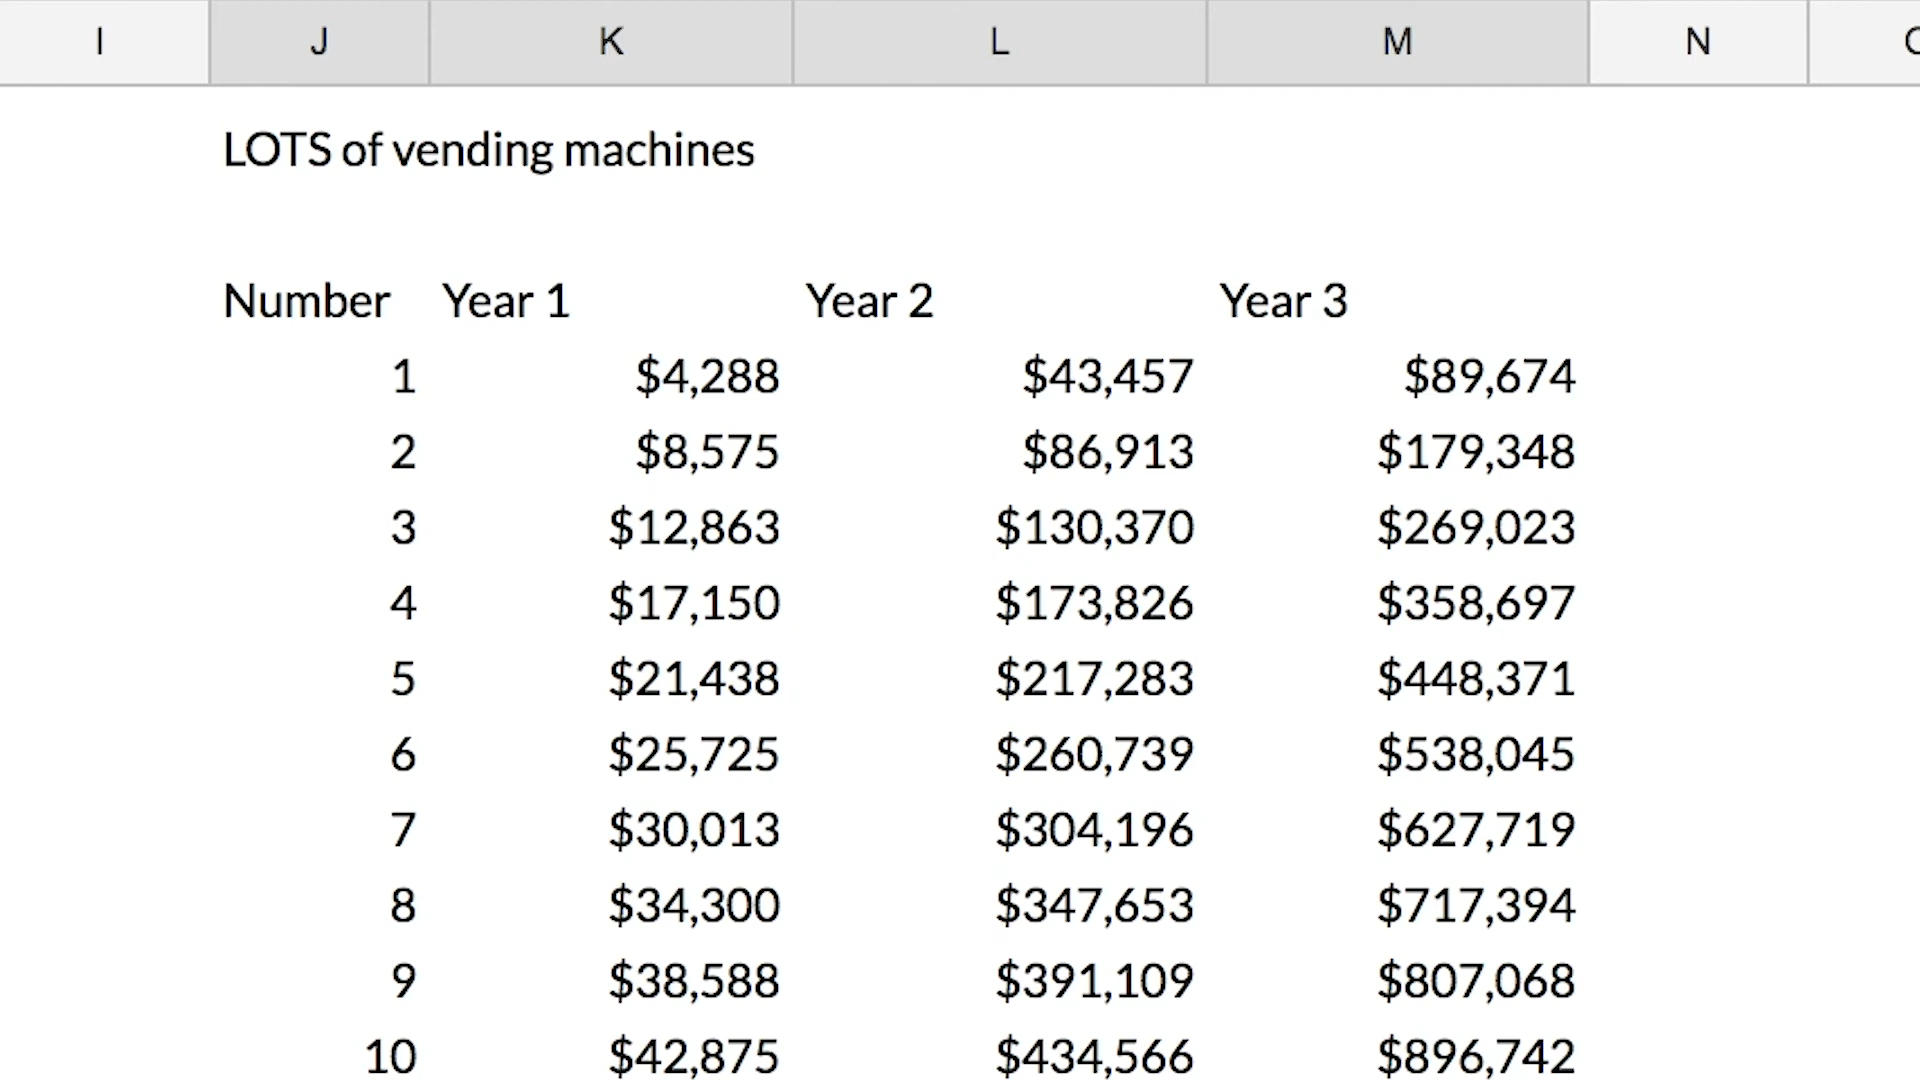 I J K L M N
LOTS of vending machines
Number Year 1 Year 2 Year 3
1 $4,288 $43,457 $89,674
2 $8,575 $86,913 $179,348
3 $12,863 $130,370 $269,023
4 $17,150 $173,826 $358,697
5 $21,438 $217,283 $448,371
6 $25,725 $260,739 $538,045
7 $30,013 $304,196 $627,719
8 $34,300 $347,653 $717,394
9 $38,588 $391,109 $807,068
10 $42,875 $434,566 $896,742